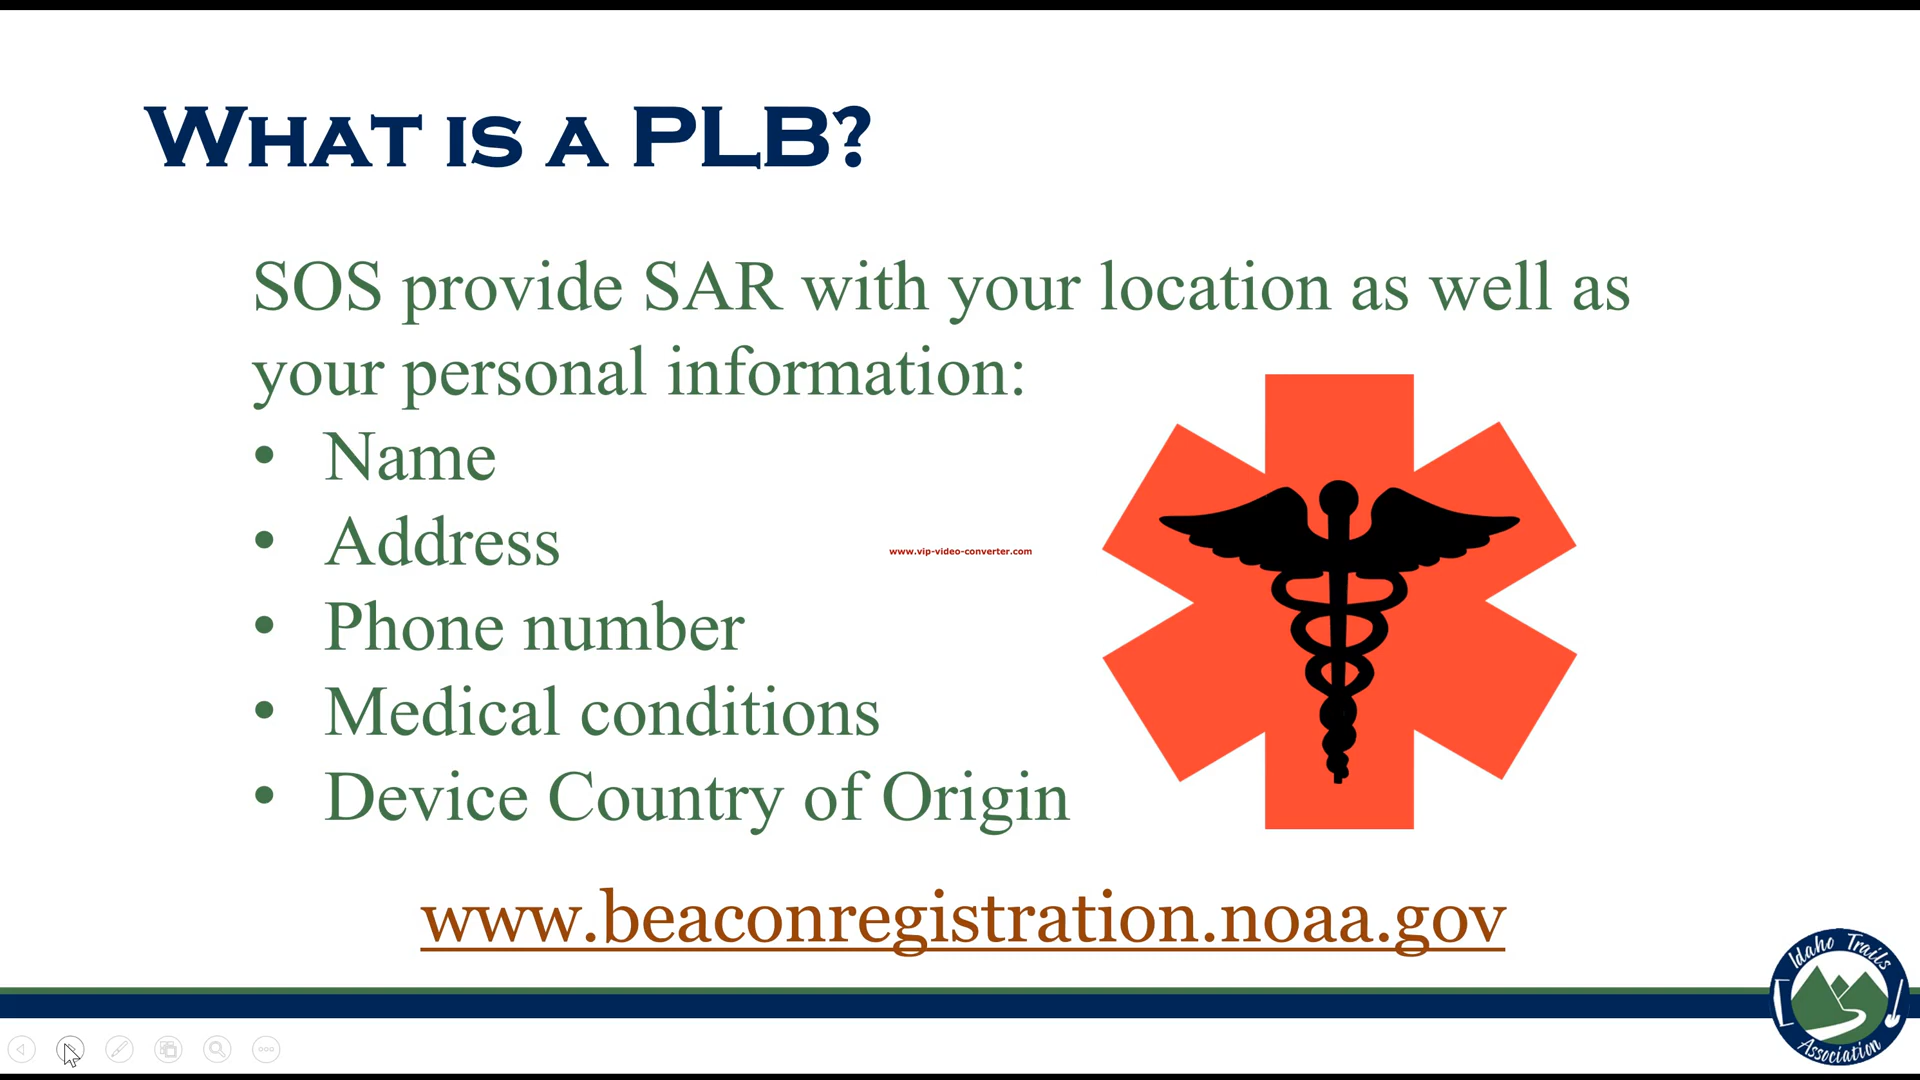 What is a PLB?
SOS provide SAR with your location as well as
your personal information:
• Name
• Address
www.vip-video-converter.com
• Phone number
• Medical conditions
• Device Country of Origin
www.beaconregistration.noaa.gov
Idaho Trails
Association